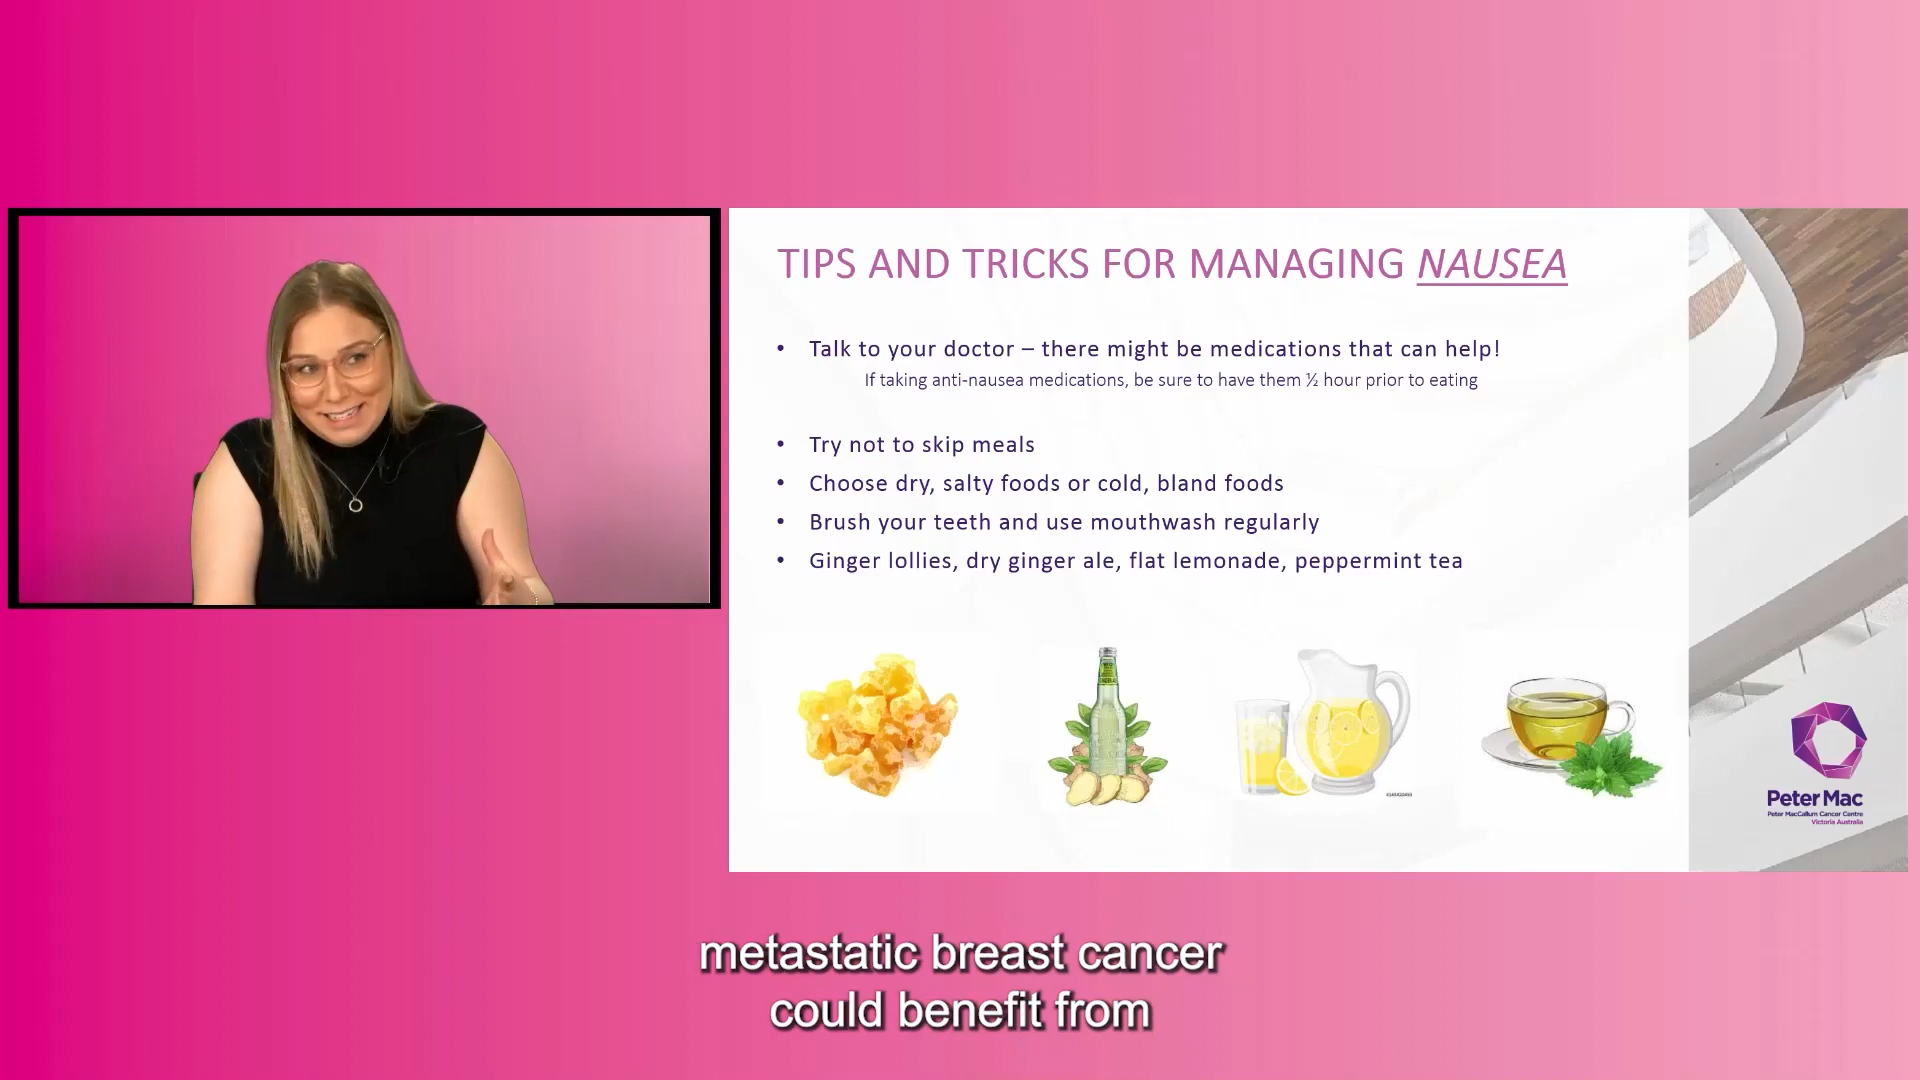 TIPS AND TRICKS FOR MANAGING NAUSEA
• Talk to your doctor – there might be medications that can help!
If taking anti-nausea medications, be sure to have them ½ hour prior to eating
• Try not to skip meals
• Choose dry, salty foods or cold, bland foods
• Brush your teeth and use mouthwash regularly
• Ginger lollies, dry ginger ale, flat lemonade, peppermint tea
Peter Mac
Peter MacCallum Cancer Centre
Victoria Australia
metastatic breast cancer
could benefit from